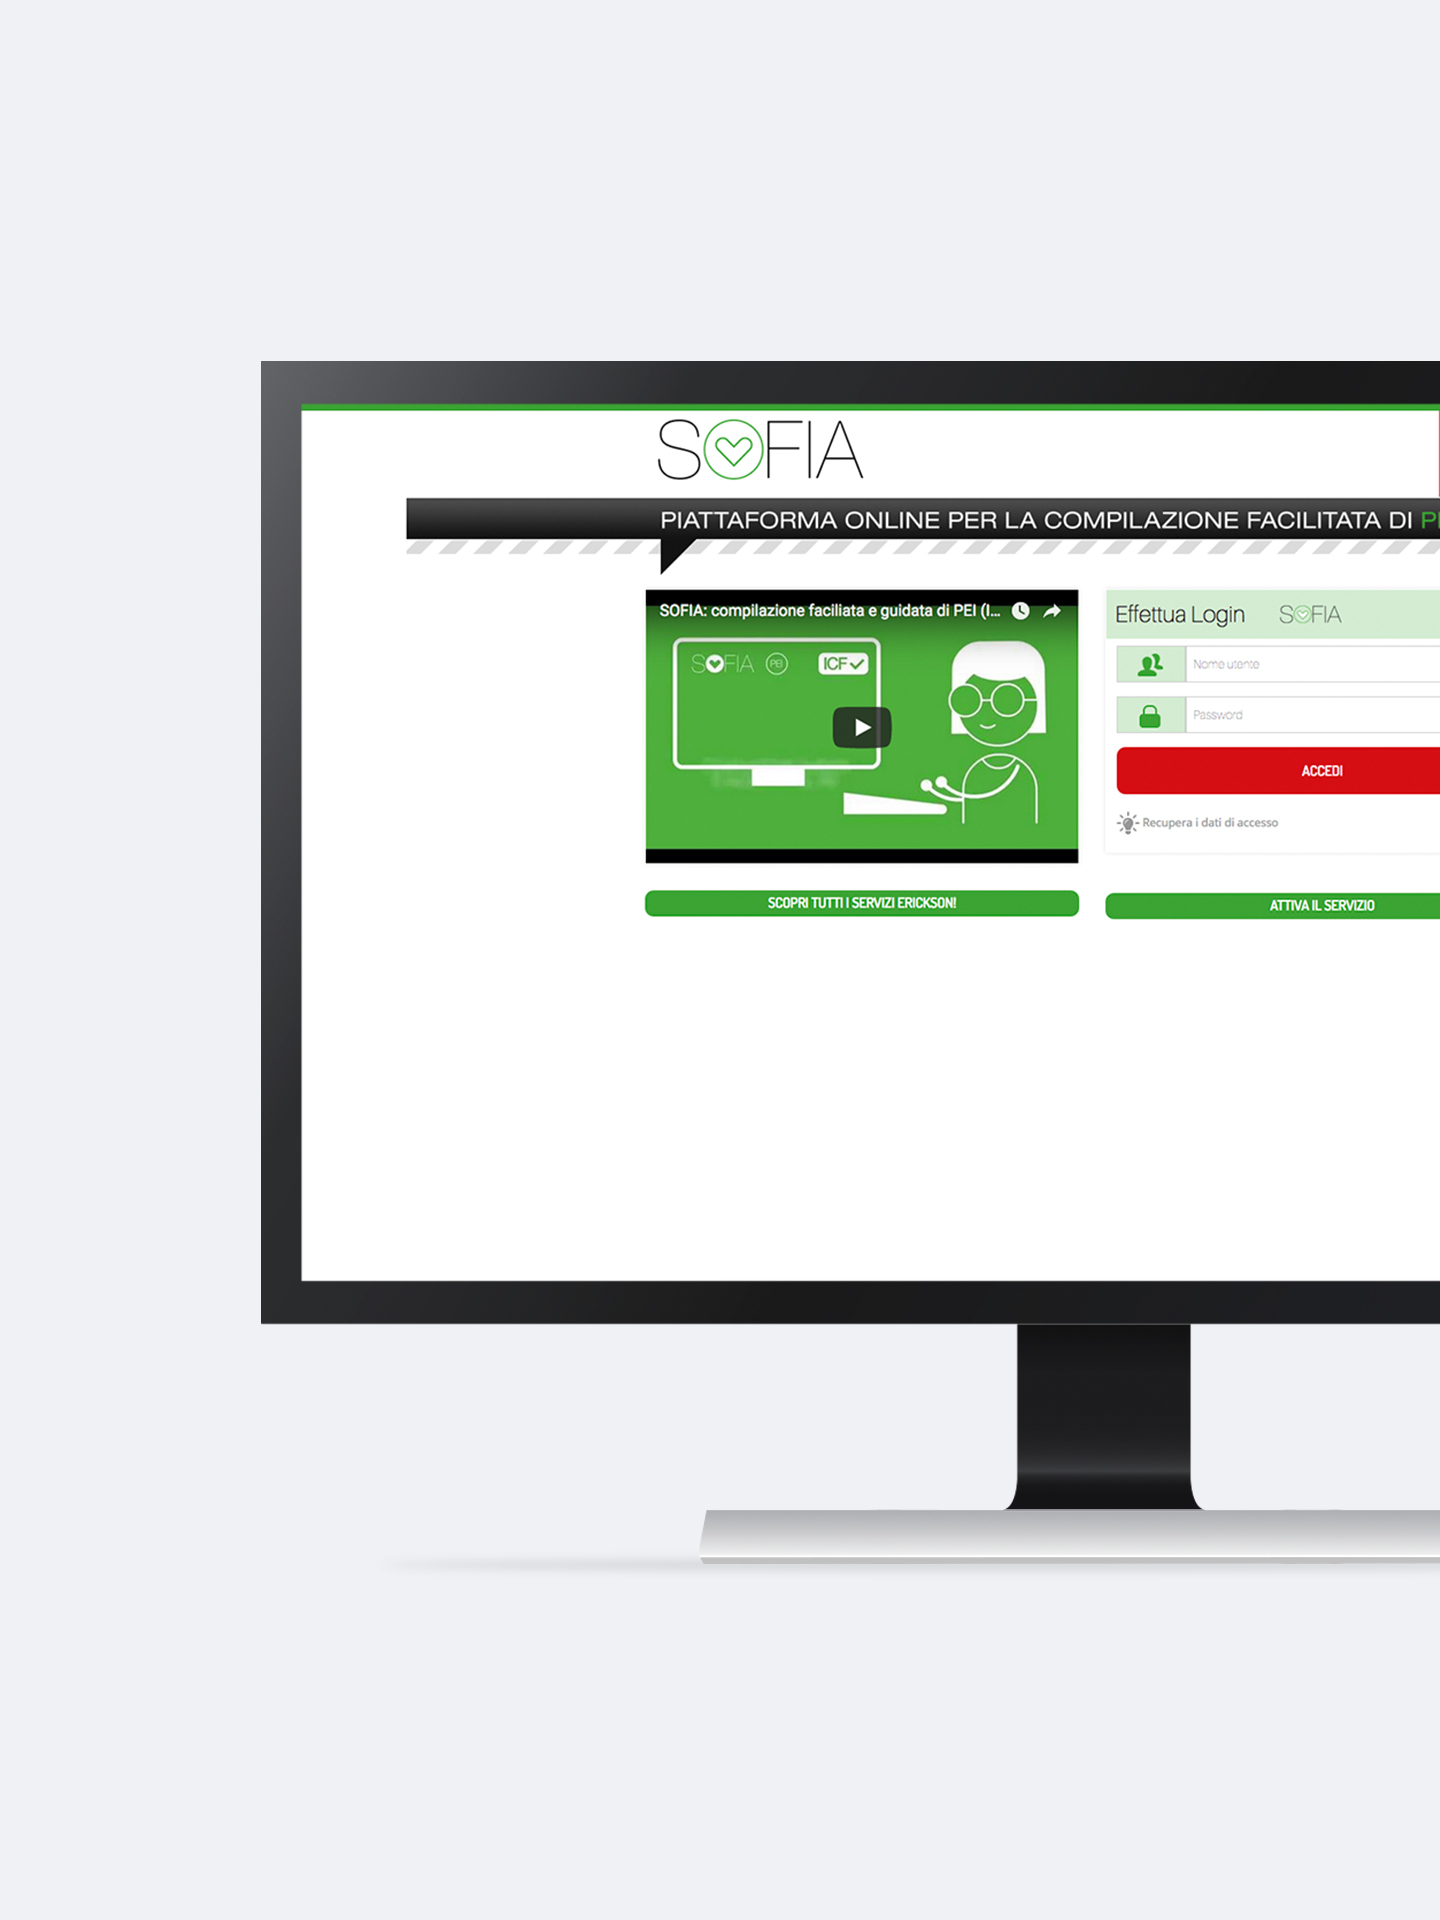 SOFIA
PIATTAFORMA ONLINE PER LA COMPILAZIONE FACILITATA DI
SOFIA: compilazione faciliata e guidata di PEI (I...
SOFIA PEI ICF
Effettua Login SOFIA
Nome utente
Password
ACCEDI
Recupera i dati di accesso
SCOPRI TUTTI I SERVIZI ERICKSON!
ATTIVA IL SERVIZIO